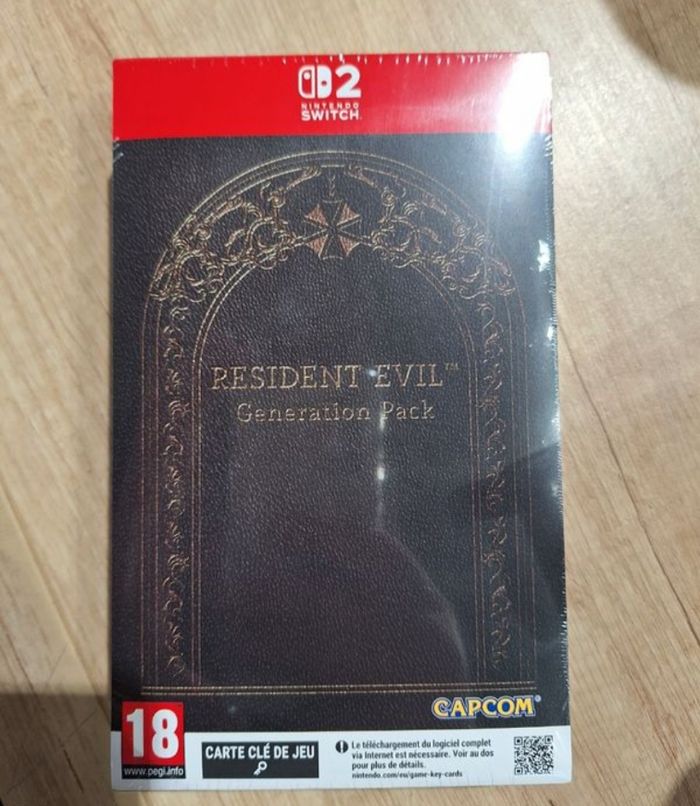 2
NINTENDO
SWITCH
RESIDENT EVIL™
Generation Pack
CAPCOM®
18
www.pegi.info
CARTE CLÉ DE JEU
! Le téléchargement du logiciel complet
via Internet est nécessaire. Voir au dos
pour plus de détails.
nintendo.com/eu/game-key-cards